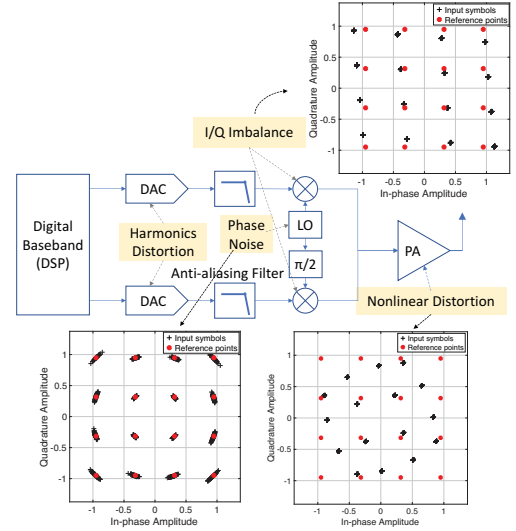 Input symbols
Reference points
1
0.5
0
-0.5
-1
-1
-0.5
0
0.5
1
Quadrature Amplitude
In-phase Amplitude
I/Q Imbalance
Digital
Baseband
(DSP)
DAC
Harmonics
Distortion
Phase
Noise
LO
π/2
PA
Anti-aliasing Filter
DAC
Nonlinear Distortion
Input symbols
Reference points
1
0.5
0
-0.5
-1
-1
-0.5
0
0.5
1
Quadrature Amplitude
In-phase Amplitude
Input symbols
Reference points
1
0.5
0
-0.5
-1
-1
-0.5
0
0.5
1
Quadrature Amplitude
In-phase Amplitude